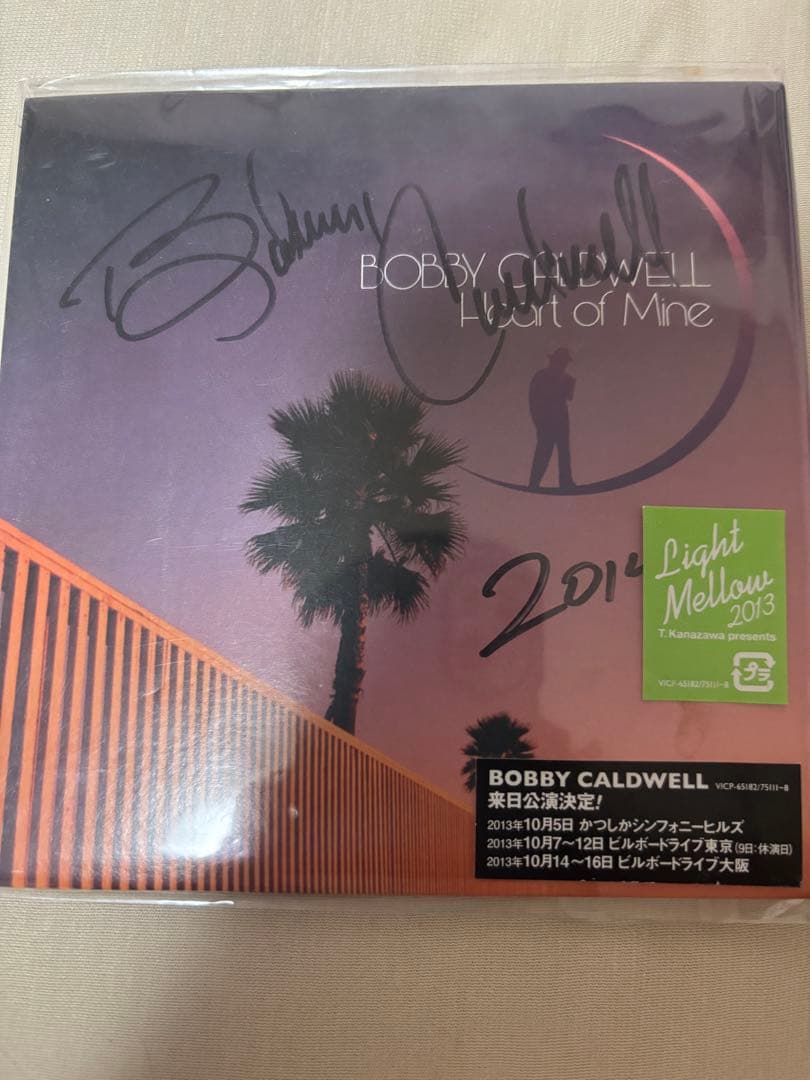 Bobby Caldwell
BOBBY CALDWELL
Heart of Mine
201
Light
Mellow
2013
T. Kanazawa presents
プラ
VICP-65182/75111~8
BOBBY CALDWELL VICP-65182/75111~8
来日公演決定!
2013年10月5日 かつしかシンフォニーヒルズ
2013年10月7~12日 ビルボードライブ東京(9日:休演日)
2013年10月14~16日 ビルボードライブ大阪